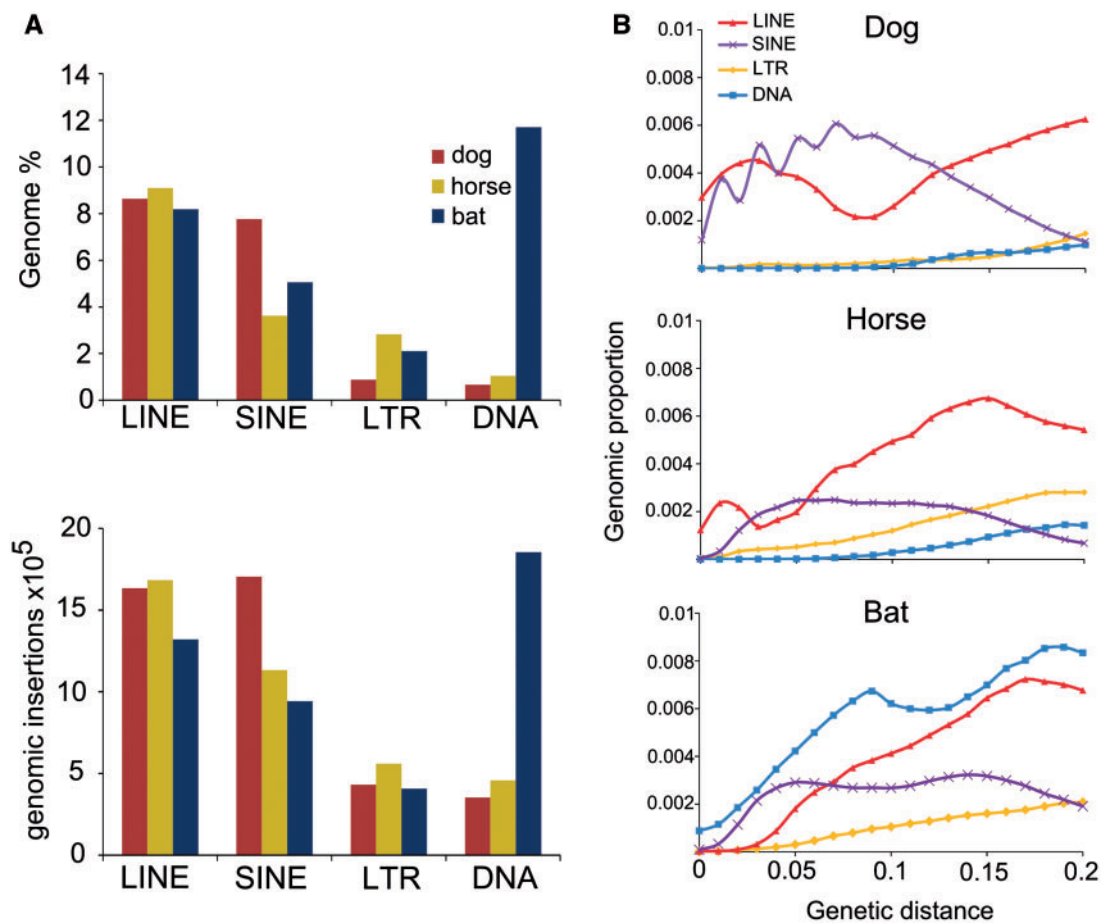 A
14
12
10
8
6
4
2
0
Genome %
dog
horse
bat
LINE SINE LTR DNA
20
15
10
5
0
genomic insertions x10⁵
LINE SINE LTR DNA
B
LINE
SINE
LTR
DNA
Dog
0.01
0.008
0.006
0.004
0.002
Horse
0.01
0.008
0.006
0.004
0.002
Genomic proportion
Bat
0.01
0.008
0.006
0.004
0.002
0 0.05 0.1 0.15 0.2
Genetic distance